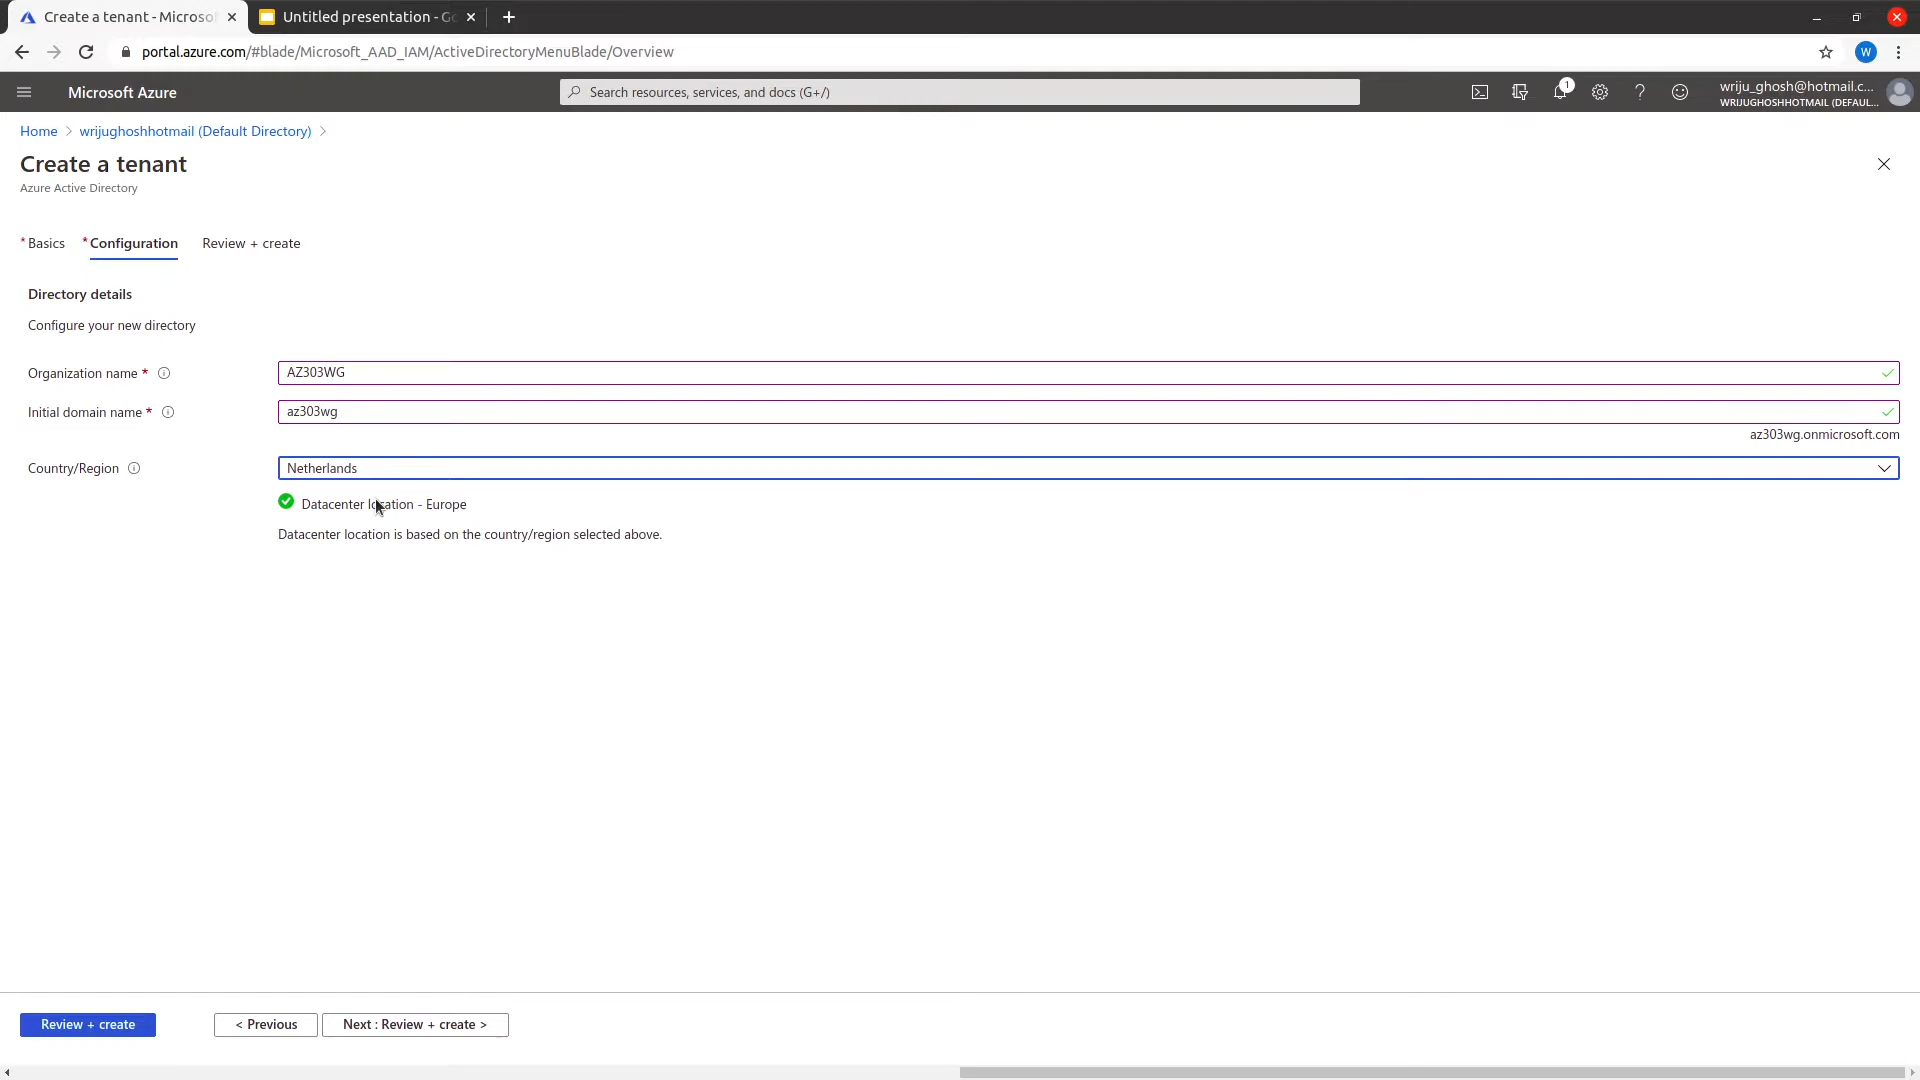 Create a tenant - Microso
Untitled presentation - Go
portal.azure.com/#blade/Microsoft_AAD_IAM/ActiveDirectoryMenuBlade/Overview
W
Microsoft Azure
Search resources, services, and docs (G+/)
1
wriju_ghosh@hotmail.c...
WRIJUGHOSHHOTMAIL (DEFAUL...
Home > wrijughoshhotmail (Default Directory) >
Create a tenant
Azure Active Directory
* Basics * Configuration Review + create
Directory details
Configure your new directory
Organization name *
AZ303WG
Initial domain name *
az303wg
az303wg.onmicrosoft.com
Country/Region
Netherlands
Datacenter location - Europe
Datacenter location is based on the country/region selected above.
Review + create
< Previous
Next : Review + create >